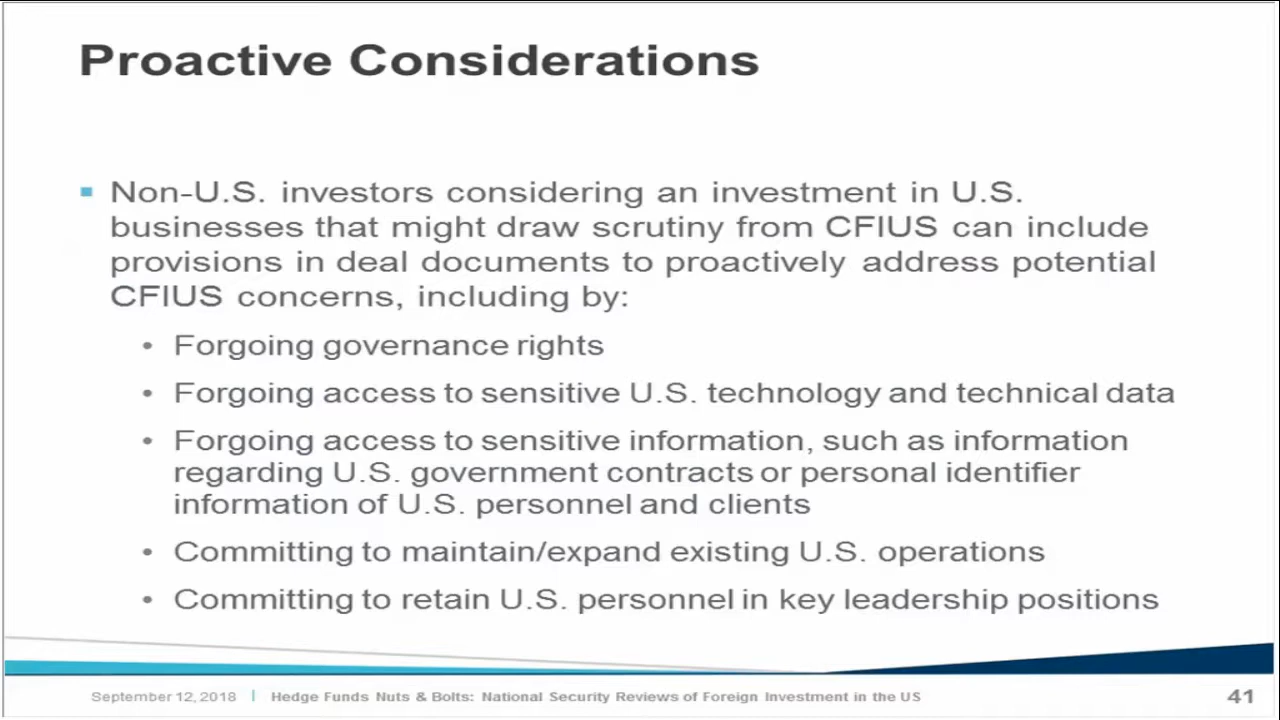 Proactive Considerations
Non-U.S. investors considering an investment in U.S.
businesses that might draw scrutiny from CFIUS can include
provisions in deal documents to proactively address potential
CFIUS concerns, including by:
• Forgoing governance rights
• Forgoing access to sensitive U.S. technology and technical data
• Forgoing access to sensitive information, such as information
regarding U.S. government contracts or personal identifier
information of U.S. personnel and clients
• Committing to maintain/expand existing U.S. operations
• Committing to retain U.S. personnel in key leadership positions
September 12, 2018 | Hedge Funds Nuts & Bolts: National Security Reviews of Foreign Investment in the US 41